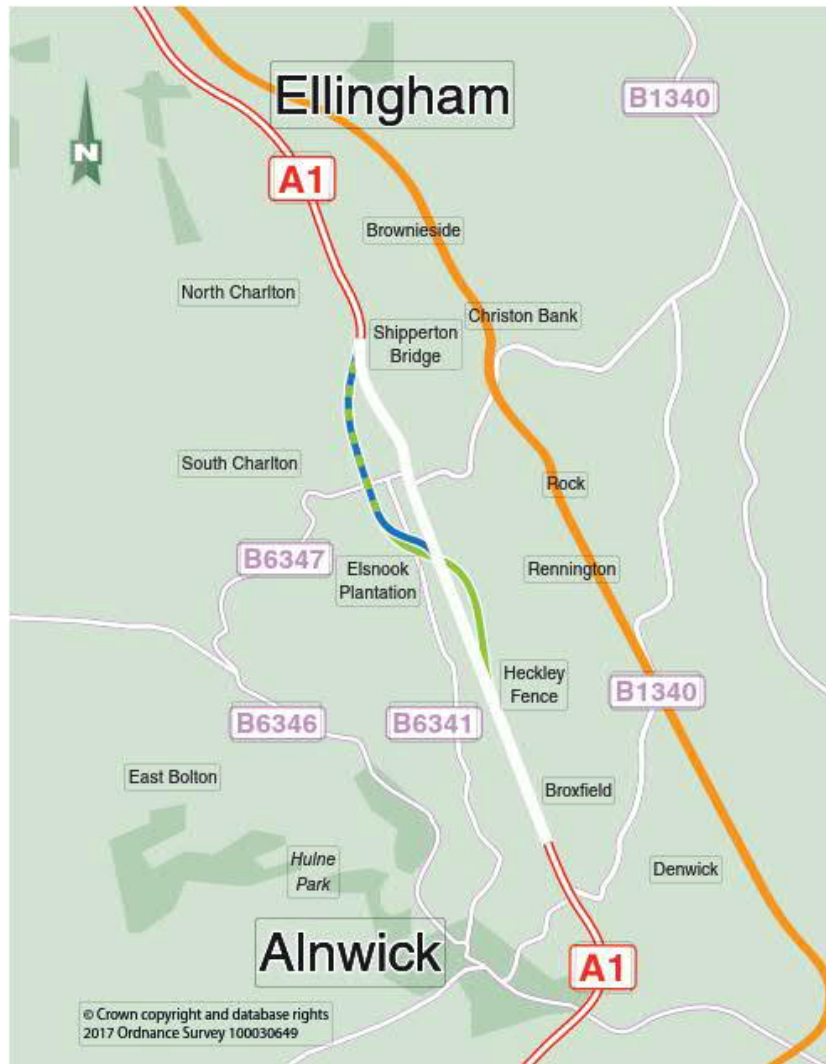 Ellingham
B1340
N
A1
Brownieside
North Charlton
Christon Bank
Shipperton
Bridge
South Charlton
Rock
B6347
Elsnook
Plantation
Rennington
Heckley
Fence
B1340
B6346
B6341
East Bolton
Broxfield
Hulne
Park
Denwick
Alnwick
A1
© Crown copyright and database rights
2017 Ordnance Survey 100030649